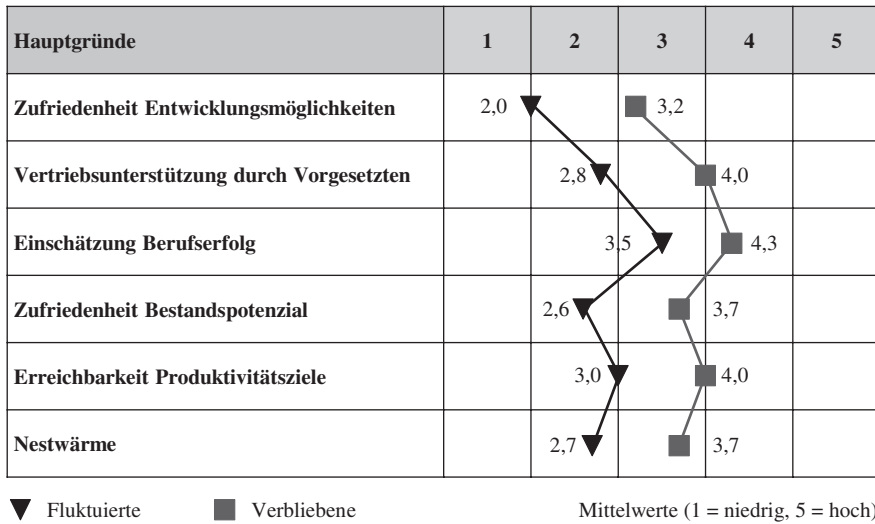 Hauptgründe 1 2 3 4 5
Zufriedenheit Entwicklungsmöglichkeiten 2,0 3,2
Vertriebsunterstützung durch Vorgesetzten 2,8 4,0
Einschätzung Berufserfolg 3,5 4,3
Zufriedenheit Bestandspotenzial 2,6 3,7
Erreichbarkeit Produktivitätsziele 3,0 4,0
Nestwärme 2,7 3,7
Fluktuierte Verbliebene Mittelwerte (1 = niedrig, 5 = hoch)